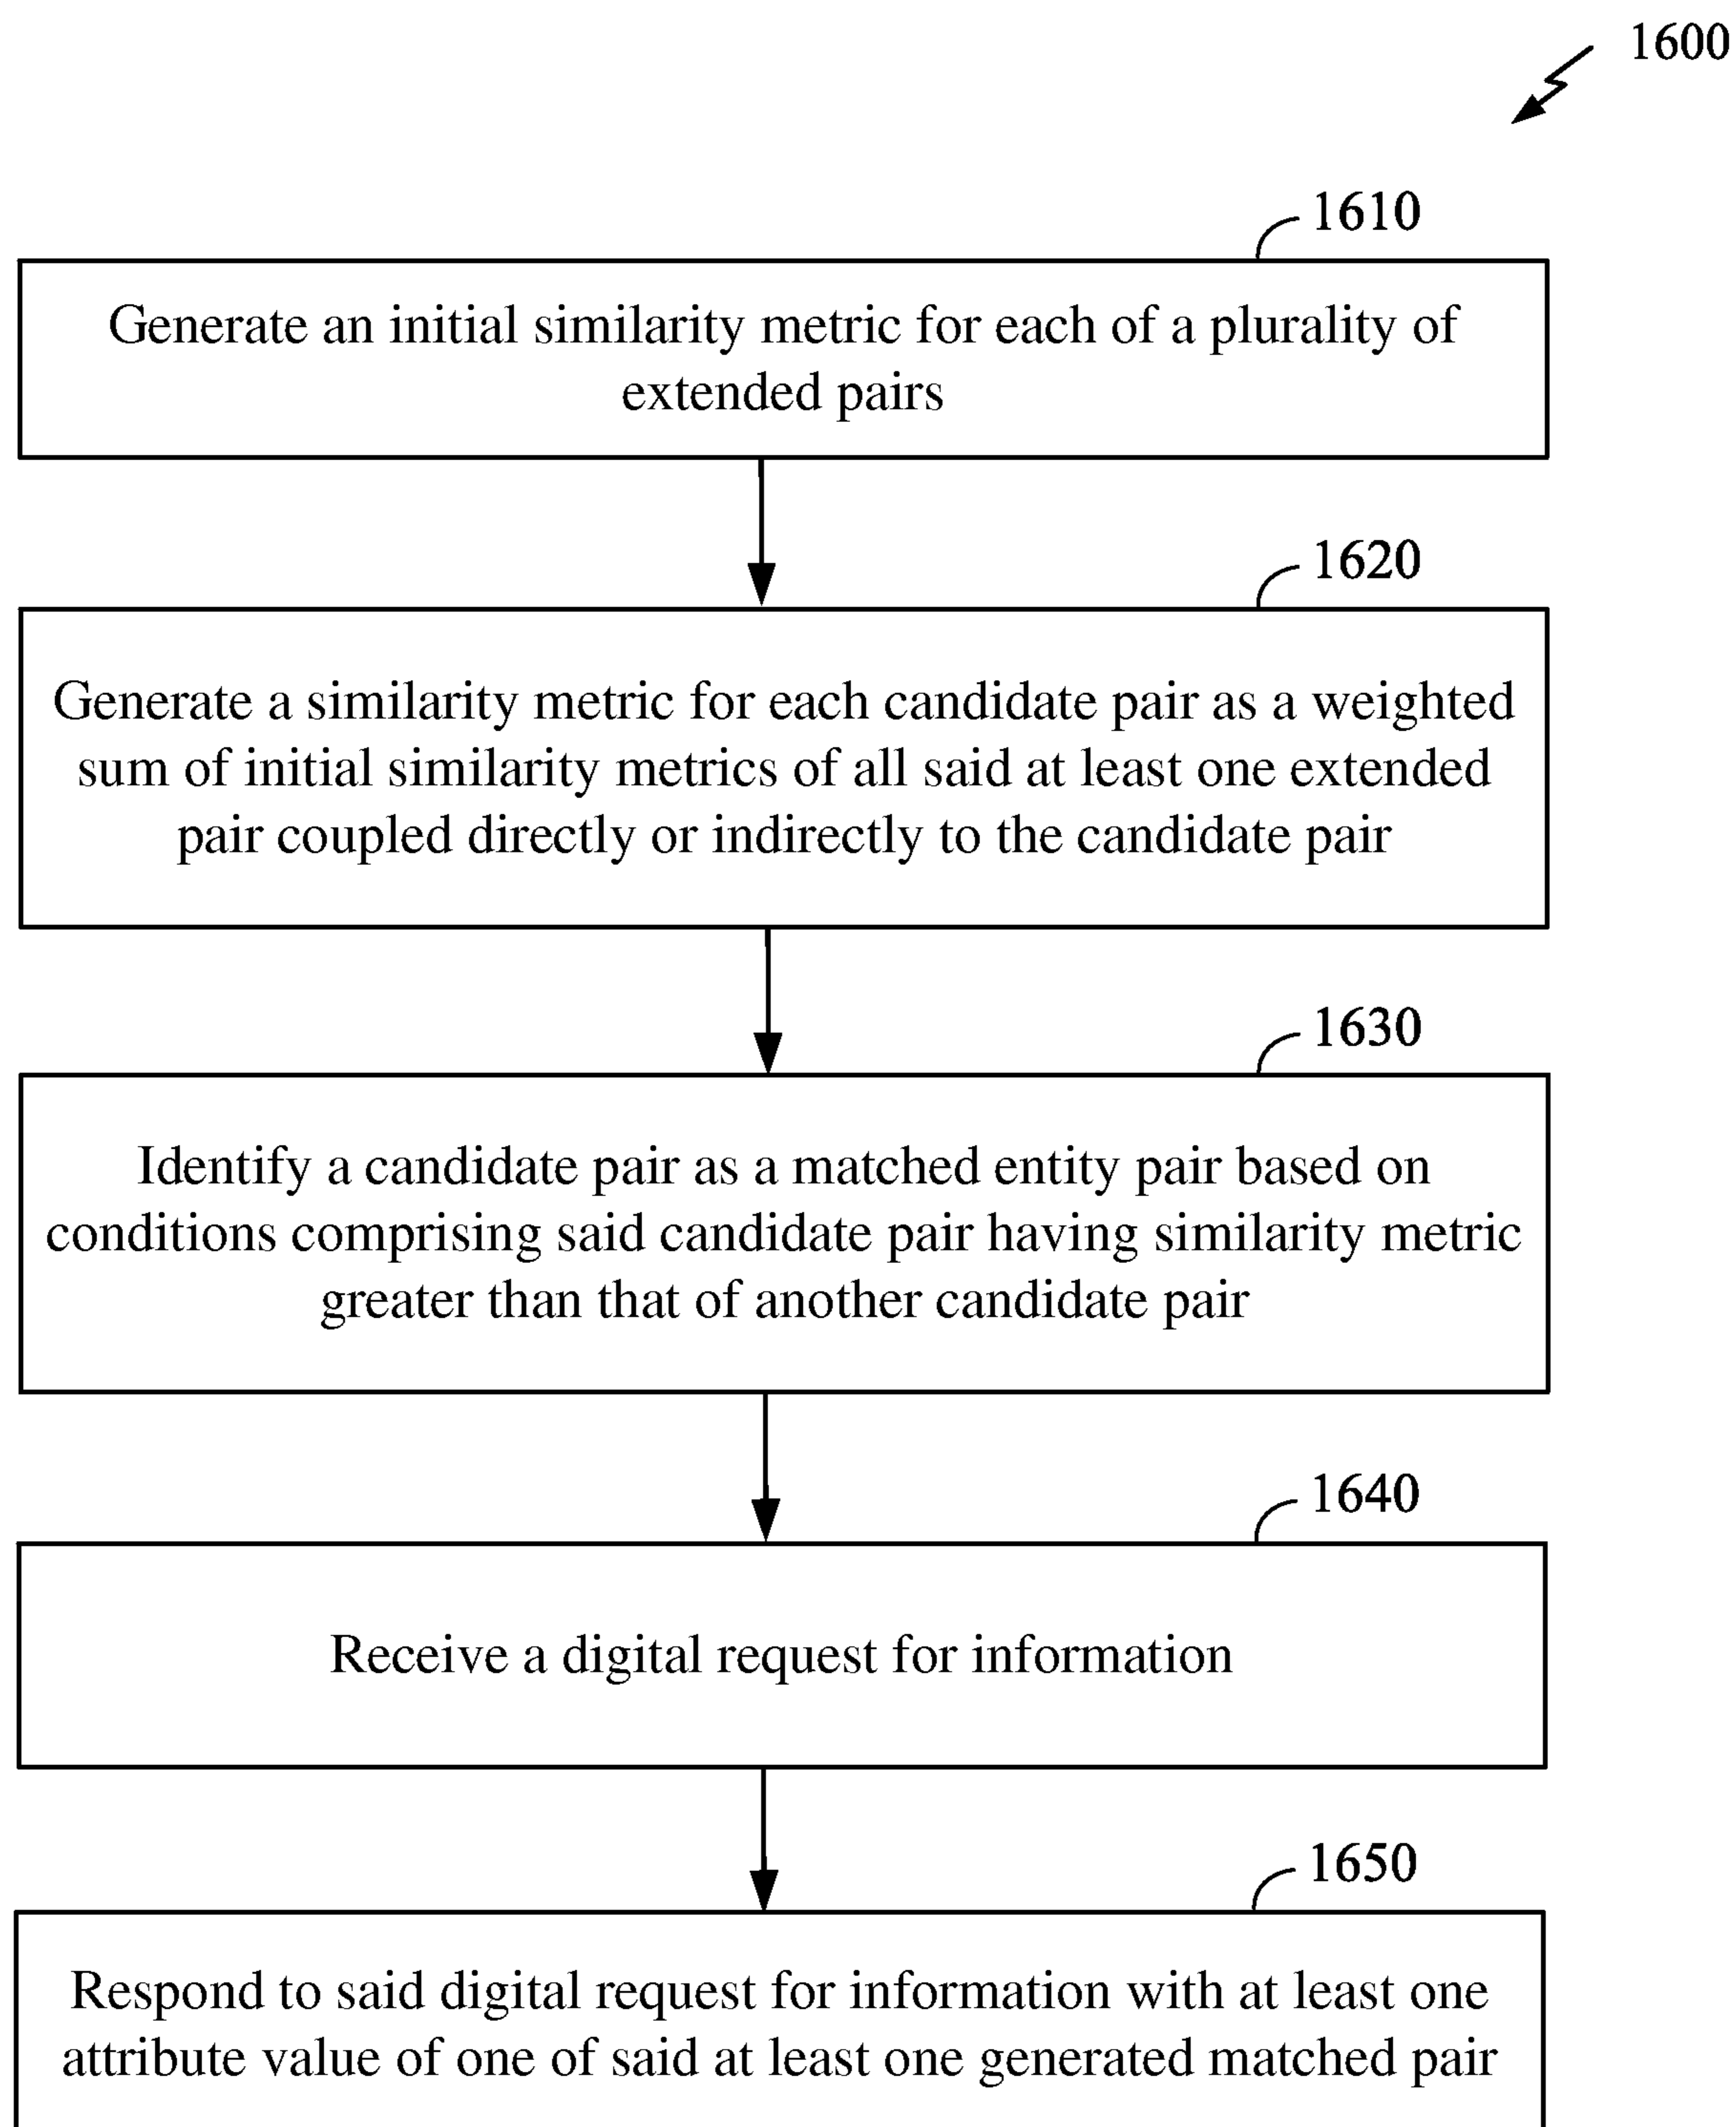 1600
1610
Generate an initial similarity metric for each of a plurality of
extended pairs
1620
Generate a similarity metric for each candidate pair as a weighted
sum of initial similarity metrics of all said at least one extended
pair coupled directly or indirectly to the candidate pair
1630
Identify a candidate pair as a matched entity pair based on
conditions comprising said candidate pair having similarity metric
greater than that of another candidate pair
1640
Receive a digital request for information
1650
Respond to said digital request for information with at least one
attribute value of one of said at least one generated matched pair